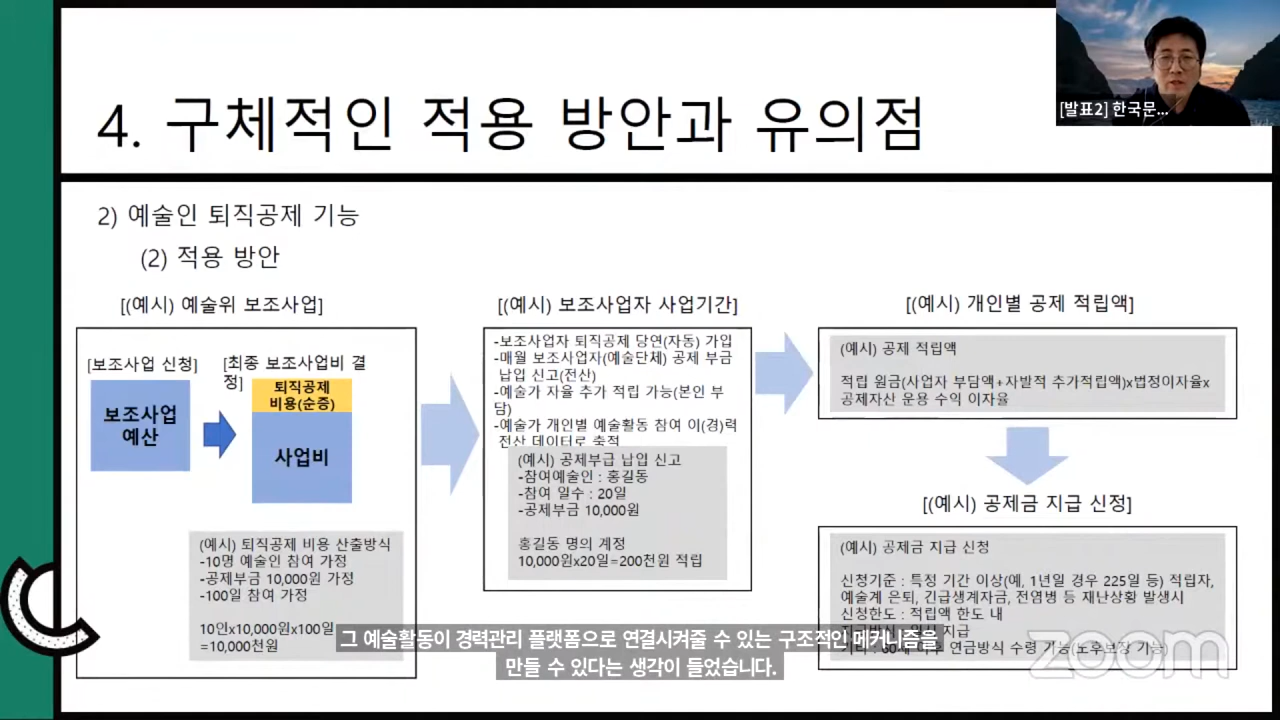 [발표2] 한국문...
4. 구체적인 적용 방안과 유의점
2) 예술인 퇴직공제 기능
(2) 적용 방안
[(예시) 예술위 보조사업]
[보조사업 신청]
[최종 보조사업비 결
정]
보조사업
예산
퇴직공제
비용(순증)
사업비
(예시) 퇴직공제 비용 산출방식
-10명 예술인 참여 가정
-공제부금 10,000원 가정
-100일 참여 가정
10인x10,000원x100일
=10,000천원
[(예시) 보조사업자 사업기간]
-보조사업자 퇴직공제 당연(자동) 가입
-매월 보조사업자(예술단체) 공제 부금
납입 신고(전산)
-예술가 자율 추가 적립 가능(본인 부
담)
-예술가 개인별 예술활동 참여 이(경)력
전산 데이터로 축적
(예시) 공제부급 납입 신고
-참여예술인 : 홍길동
-참여 일수 : 20일
-공제부금 10,000원
홍길동 명의 계정
10,000원x20일=200천원 적립
[(예시) 개인별 공제 적립액]
(예시) 공제 적립액
적립 원금(사업자 부담액+자발적 추가적립액)x법정이자율x
공제자산 운용 수익 이자율
[(예시) 공제금 지급 신정]
(예시) 공제금 지급 신청
신청기준 : 특정 기간 이상(예, 1년일 경우 225일 등) 적립자,
예술계 은퇴, 긴급생계자금, 전염병 등 재난상황 발생시
신청한도 : 적립액 한도 내
지급
연금방식 수령 가능(노후보장 기능)
그 예술활동이 경력관리 플랫폼으로 연결시켜줄 수 있는 구조적인 메커니즘을
만들 수 있다는 생각이 들었습니다.
zoom